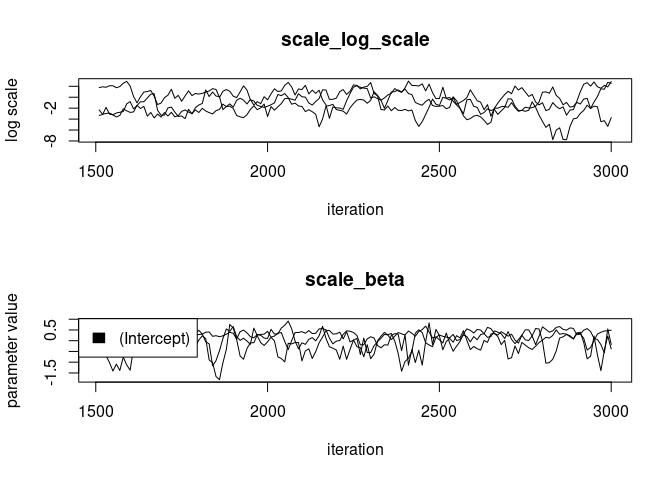 scale_log_scale
log scale
-2
-8
1500 2000 2500 3000
iteration
scale_beta
parameter value
0.5
-1.5
(Intercept)
1500 2000 2500 3000
iteration